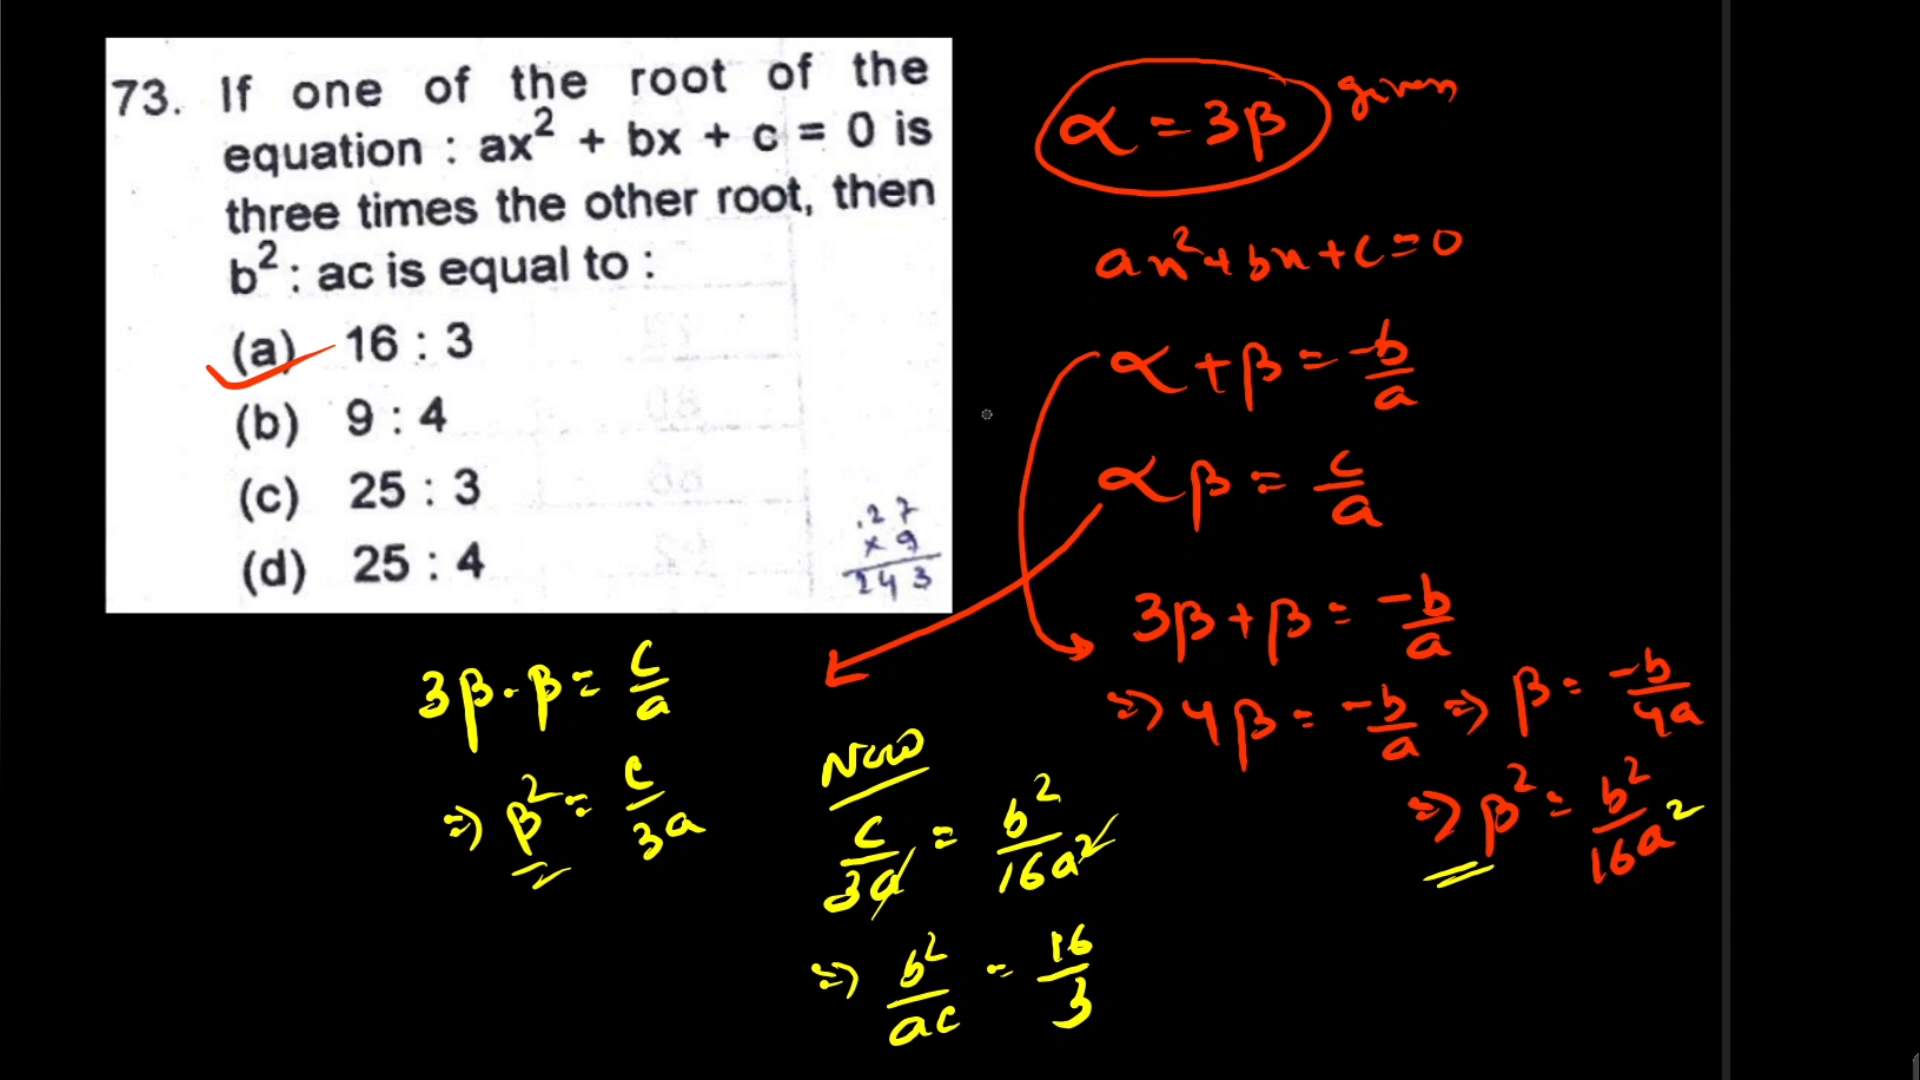 73. If one of the root of the
equation : ax² + bx + c = 0 is
three times the other root, then
b² : ac is equal to :
(a) 16 : 3
(b) 9 : 4
(c) 25 : 3
(d) 25 : 4
.27
× 9
243
α = 3β given
ax² + bx + c = 0
α + β = -b/a
αβ = c/a
3β + β = -b/a
=> 4β = -b/a => β = -b/4a
=> β² = b²/16a²
3β · β = c/a
=> β² = c/3a
Now
c/3a = b²/16a²
=> b²/ac = 16/3